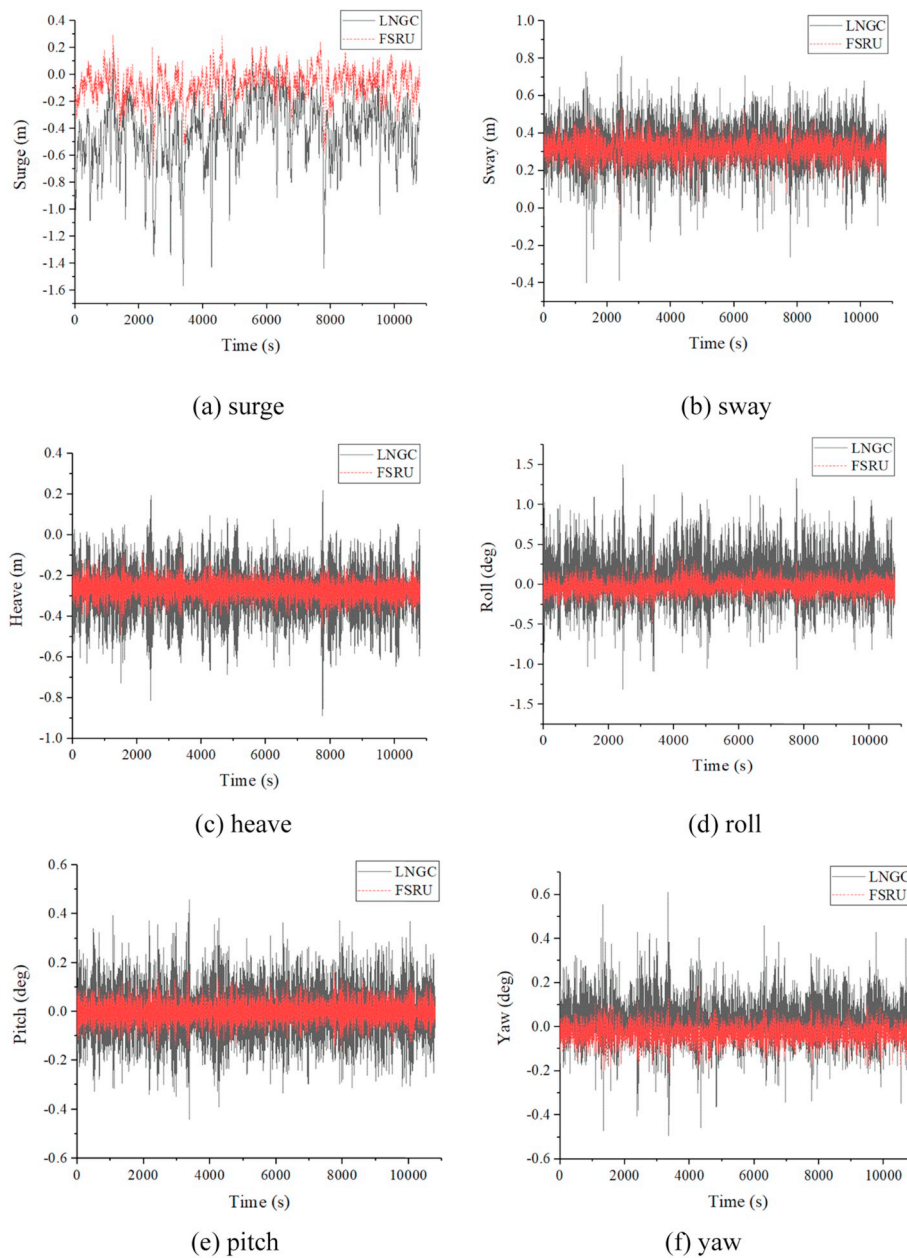 LNGC
FSRU
0.4
0.2
0.0
-0.2
-0.4
-0.6
-0.8
-1.0
-1.2
-1.4
-1.6
Surge (m)
0 2000 4000 6000 8000 10000
Time (s)
(a) surge
LNGC
FSRU
1.0
0.8
0.6
0.4
0.2
0.0
-0.2
-0.4
Sway (m)
0 2000 4000 6000 8000 10000
Time (s)
(b) sway
LNGC
FSRU
0.4
0.2
0.0
-0.2
-0.4
-0.6
-0.8
-1.0
Heave (m)
0 2000 4000 6000 8000 10000
Time (s)
(c) heave
LNGC
FSRU
1.5
1.0
0.5
0.0
-0.5
-1.0
-1.5
Roll (deg)
0 2000 4000 6000 8000 10000
Time (s)
(d) roll
LNGC
FSRU
0.6
0.4
0.2
0.0
-0.2
-0.4
-0.6
Pitch (deg)
0 2000 4000 6000 8000 10000
Time (s)
(e) pitch
LNGC
FSRU
0.6
0.4
0.2
0.0
-0.2
-0.4
-0.6
Yaw (deg)
0 2000 4000 6000 8000 10000
Time (s)
(f) yaw